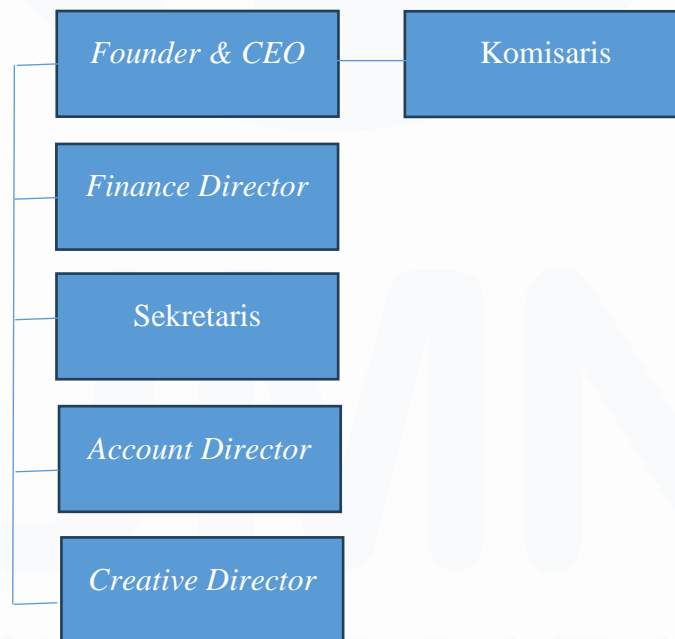 Founder & CEO
Komisaris
Finance Director
Sekretaris
Account Director
Creative Director